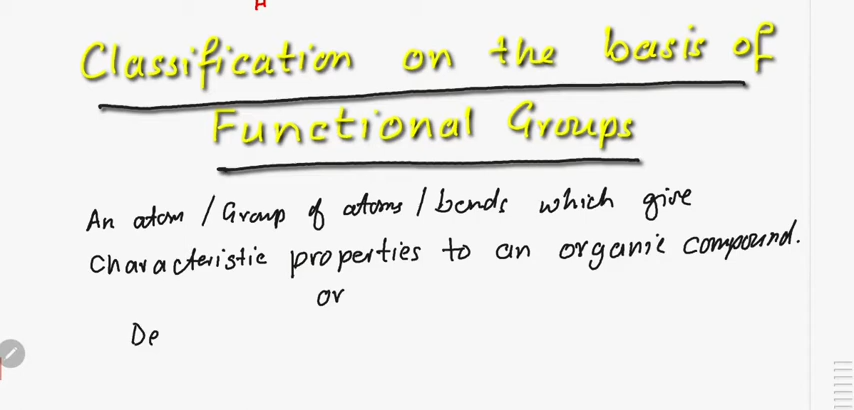 Classification on the basis of
Functional Groups
An atom / Group of atoms / bonds which give
characteristic properties to an organic compound.
or
De